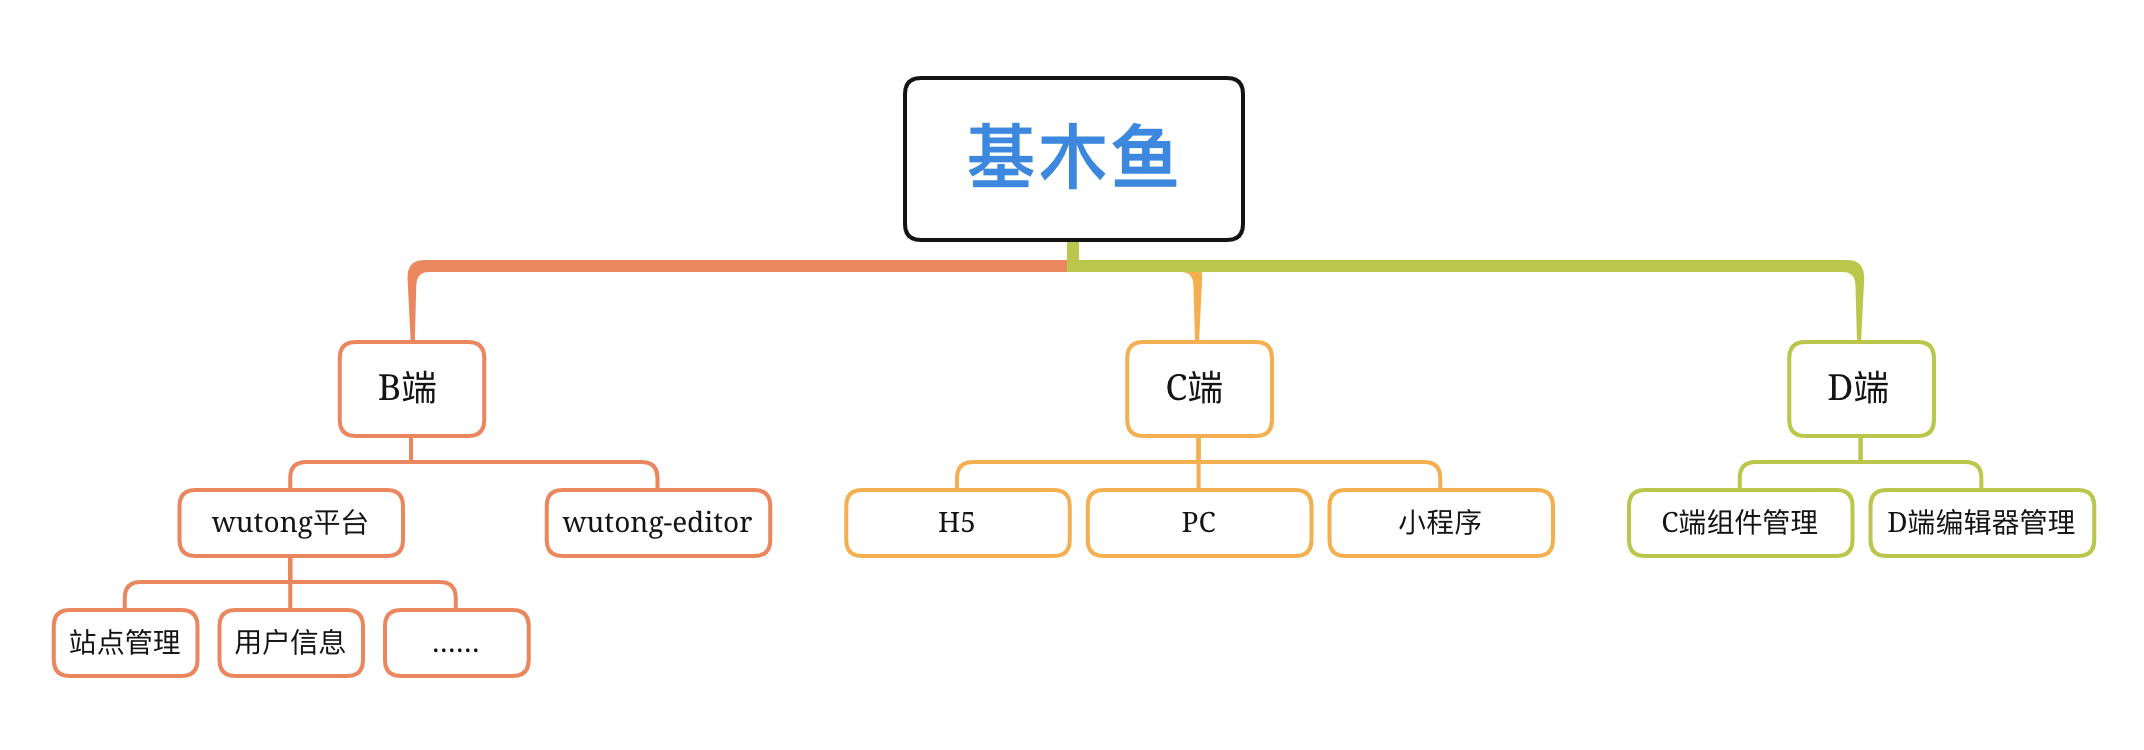 基木鱼
B端
C端
D端
wutong平台
wutong-editor
H5
PC
小程序
C端组件管理
D端编辑器管理
站点管理
用户信息
......